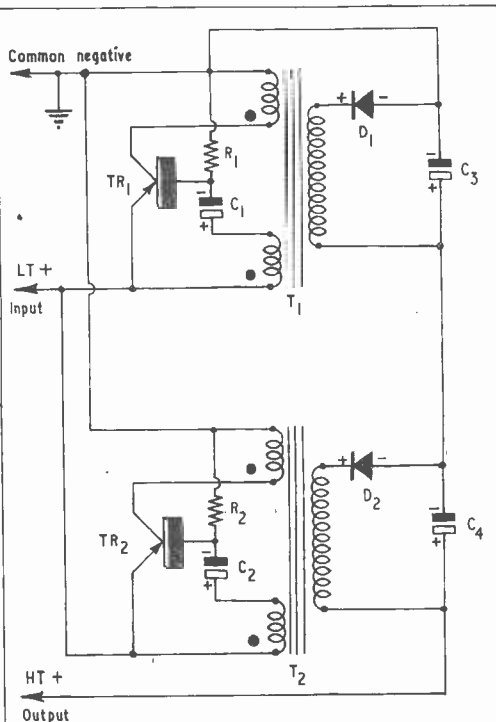 Common negative
+ -
D₁
R₁
TR₁
-
C₁
+
-
C₃
+
LT +
Input
T₁
+ -
D₂
R₂
TR₂
-
C₂
+
-
C₄
+
T₂
HT +
Output